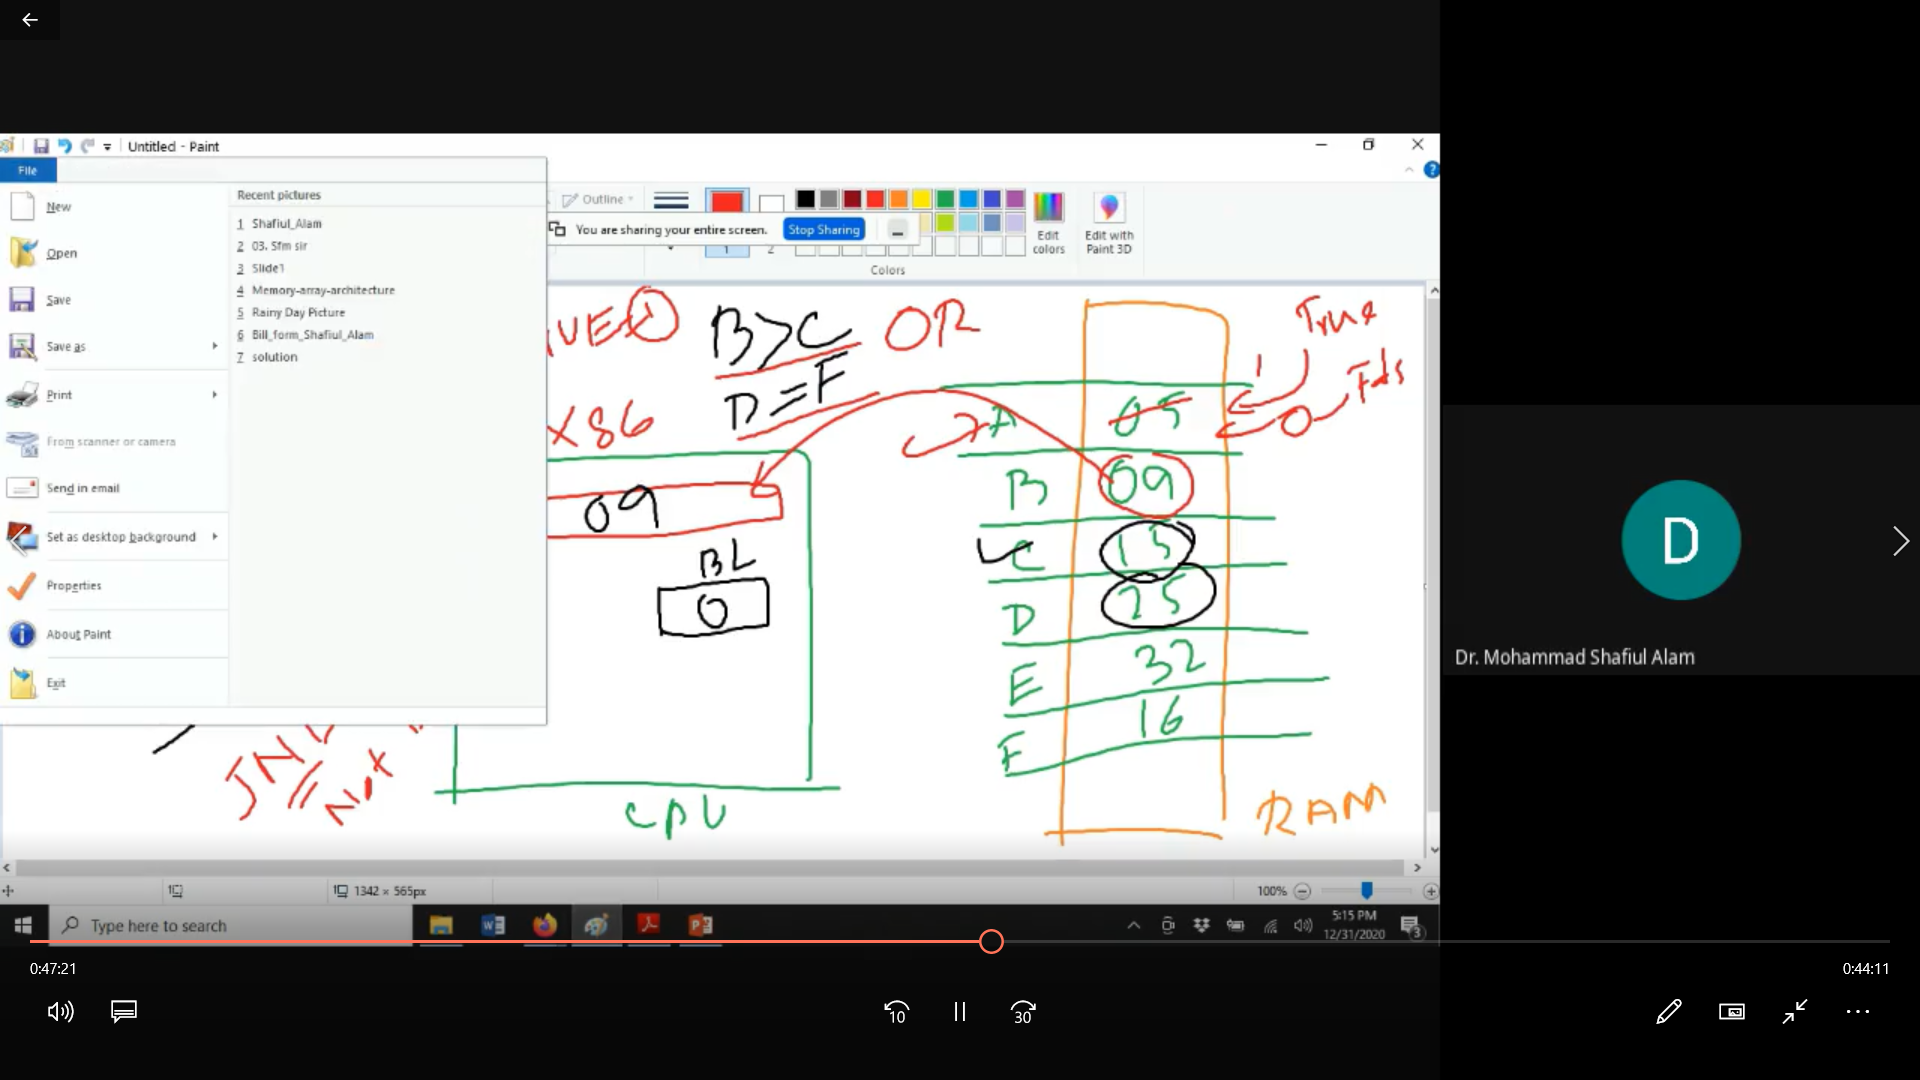 Untitled - Paint
File
New
Open
Save
Save as
Print
From scanner or camera
Send in email
Set as desktop background
Properties
About Paint
Exit
Recent pictures
1 Shafiul_Alam
2 03. Sfm sir
3 Slide1
4 Memory-array-architecture
5 Rainy Day Picture
6 Bill_form_Shafiul_Alam
7 solution
Outline
You are sharing your entire screen.
Stop Sharing
1
2
Edit colors
Edit with Paint 3D
Colors
B>C OR
D=F
X86
09
BL
0
CPU
JN
Not
True
1
0
A 05
B 09
C 15
D 25
E 32
F 16
RAM
1342 × 565px
100%
Type here to search
5:15 PM
12/31/2020
3
D
Dr. Mohammad Shafiul Alam
0:47:21
0:44:11
10
30